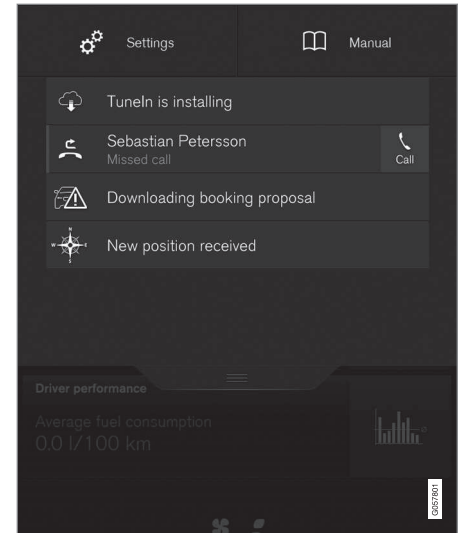 Settings
Manual
TuneIn is installing
Sebastian Petersson
Missed call
Call
Downloading booking proposal
N
W E
S
New position received
Driver performance
Average fuel consumption
0.0 l/100 km
G057801